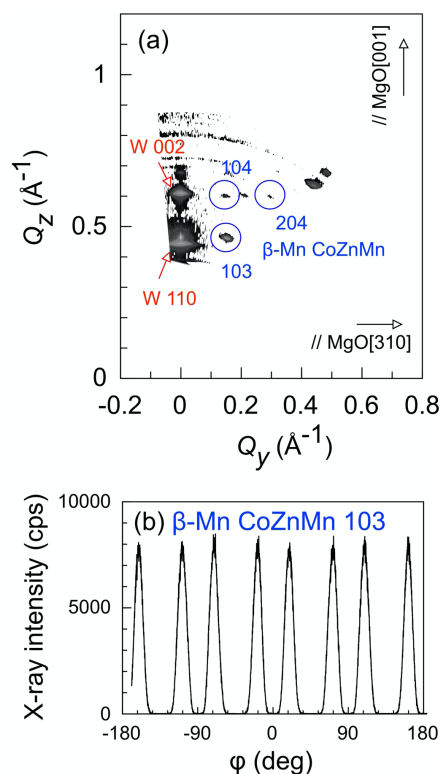 (a)
// MgO[001]
1
W 002
104
Qz (Å-1)
0.5
204
β-Mn CoZnMn
103
W 110
// MgO[310]
0
-0.2 0 0.2 0.4 0.6 0.8
Qy (Å-1)
(b) β-Mn CoZnMn 103
10000
X-ray intensity (cps)
5000
0
-180 -90 0 90 180
φ (deg)